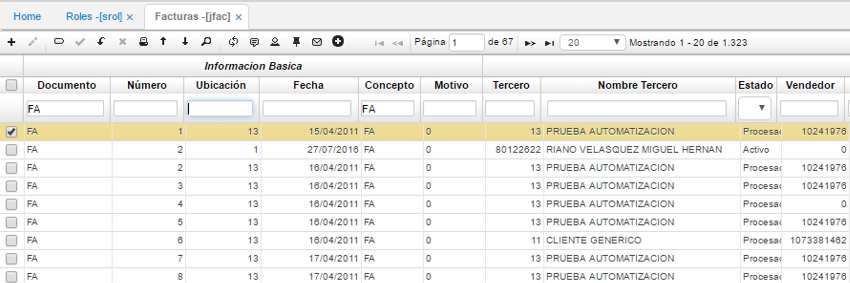 Home Roles -[srol] × Facturas -[jfac] ×
Página 1 de 67 20 Mostrando 1 - 20 de 1.323
Informacion Basica
Documento Número Ubicación Fecha Concepto Motivo Tercero Nombre Tercero Estado Vendedor
FA FA
FA 1 13 15/04/2011 FA 0 13 PRUEBA AUTOMATIZACION Procesac 10241976
FA 2 1 27/07/2016 FA 0 80122622 RIANO VELASQUEZ MIGUEL HERNAN Activo 0
FA 2 13 16/04/2011 FA 0 13 PRUEBA AUTOMATIZACION Procesa 10241976
FA 3 13 16/04/2011 FA 0 13 PRUEBA AUTOMATIZACION Procesa 10241976
FA 4 13 16/04/2011 FA 0 13 PRUEBA AUTOMATIZACION Procesa 0
FA 5 13 16/04/2011 FA 0 13 PRUEBA AUTOMATIZACION Procesa 10241976
FA 6 13 16/04/2011 FA 0 11 CLIENTE GENERICO Procesa 1073381462
FA 7 13 17/04/2011 FA 0 13 PRUEBA AUTOMATIZACION Procesa 10241976
FA 8 13 17/04/2011 FA 0 13 PRUEBA AUTOMATIZACION Procesa 10241976